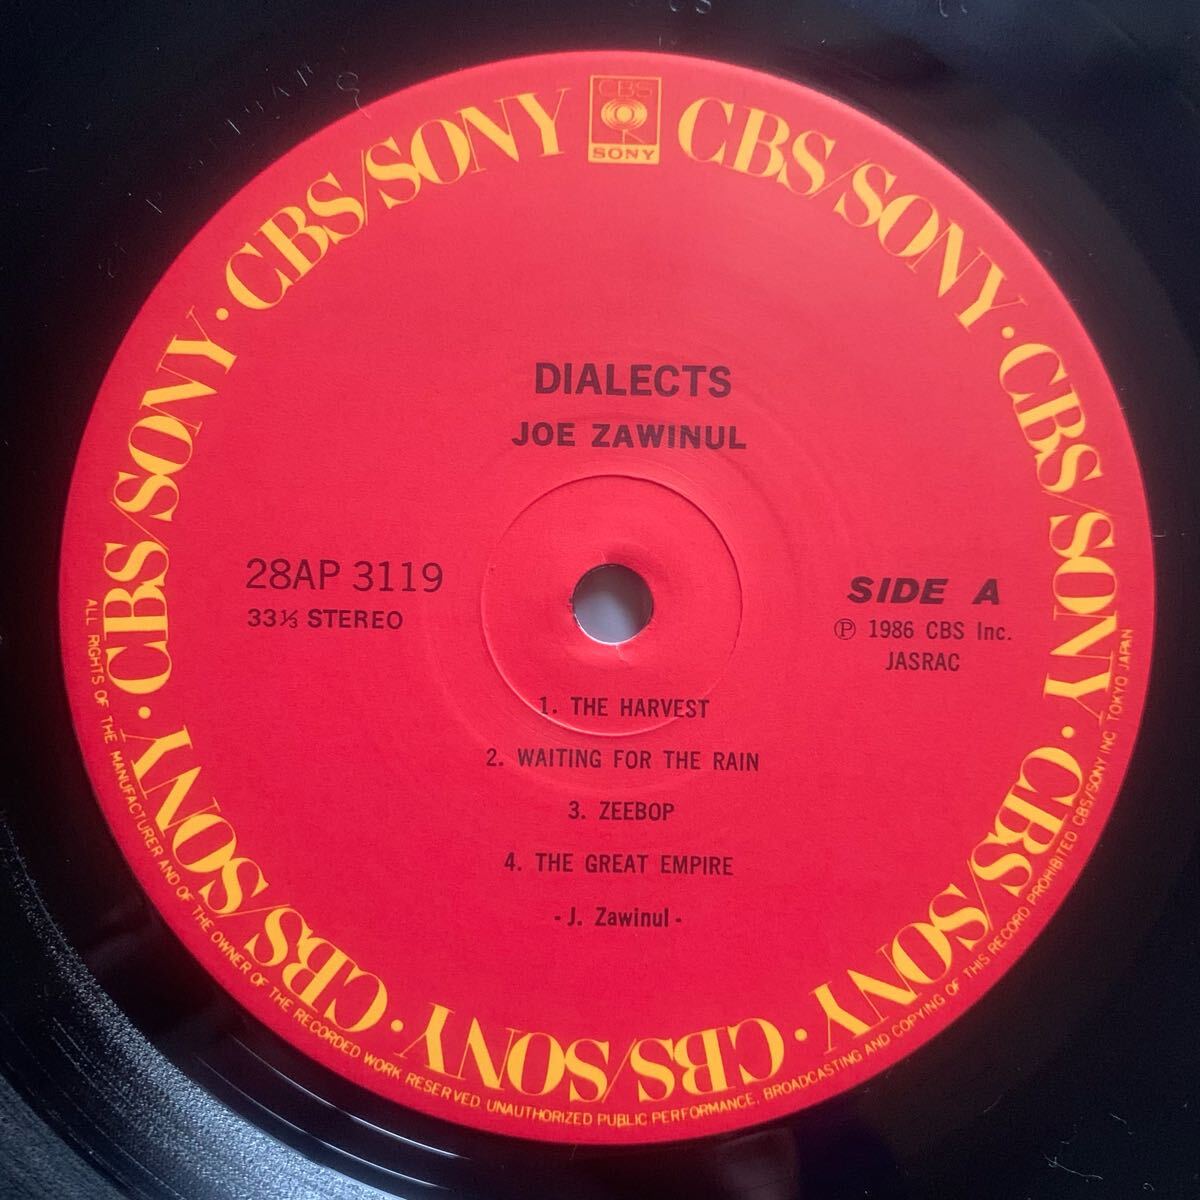 CBS
SONY
CBS/SONY · CBS/SONY · CBS/SONY · CBS/SONY · CBS/SONY · CBS/SONY · CBS/SONY · CBS/SONY
DIALECTS
JOE ZAWINUL
28AP 3119
33⅓ STEREO
SIDE A
Ⓟ 1986 CBS Inc.
JASRAC
1. THE HARVEST
2. WAITING FOR THE RAIN
3. ZEEBOP
4. THE GREAT EMPIRE
- J. Zawinul -
ALL RIGHTS OF THE MANUFACTURER AND OF THE OWNER OF THE RECORDED WORK RESERVED. UNAUTHORIZED PUBLIC PERFORMANCE, BROADCASTING AND COPYING OF THIS RECORD PROHIBITED CBS/SONY INC TOKYO JAPAN